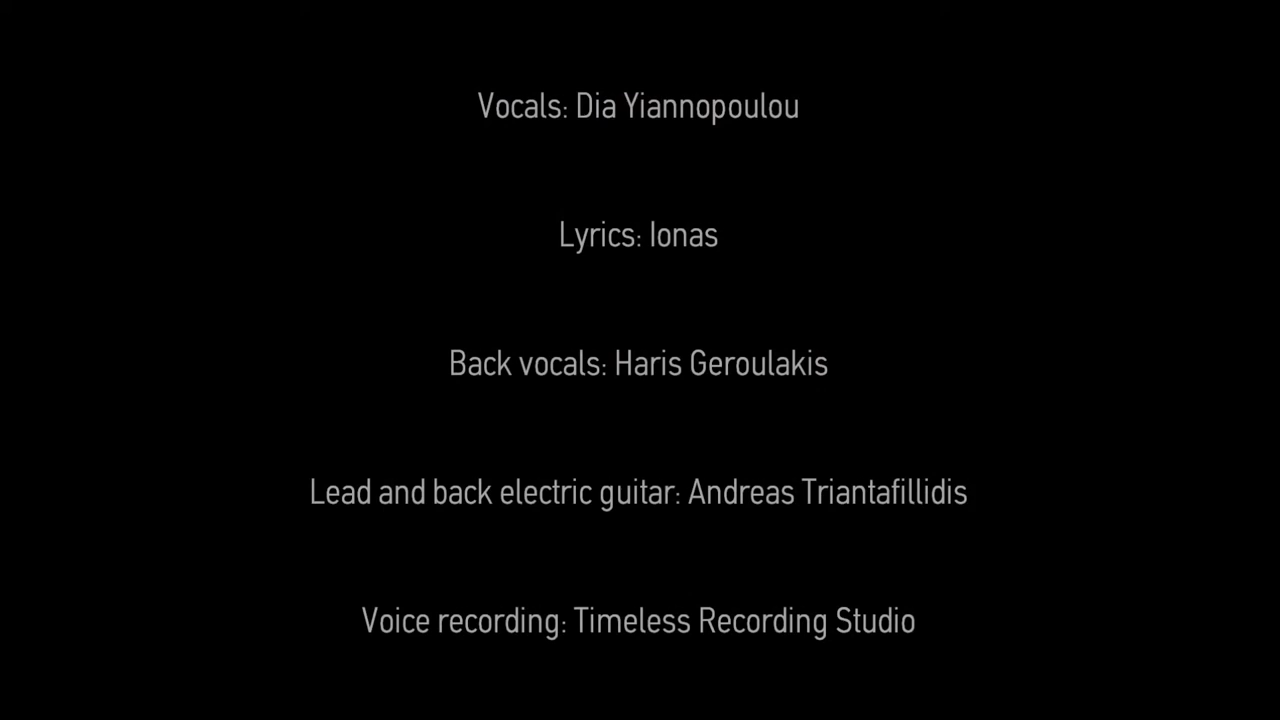 Vocals: Dia Yiannopoulou
Lyrics: Ionas
Back vocals: Haris Geroulakis
Lead and back electric guitar: Andreas Triantafillidis
Voice recording: Timeless Recording Studio